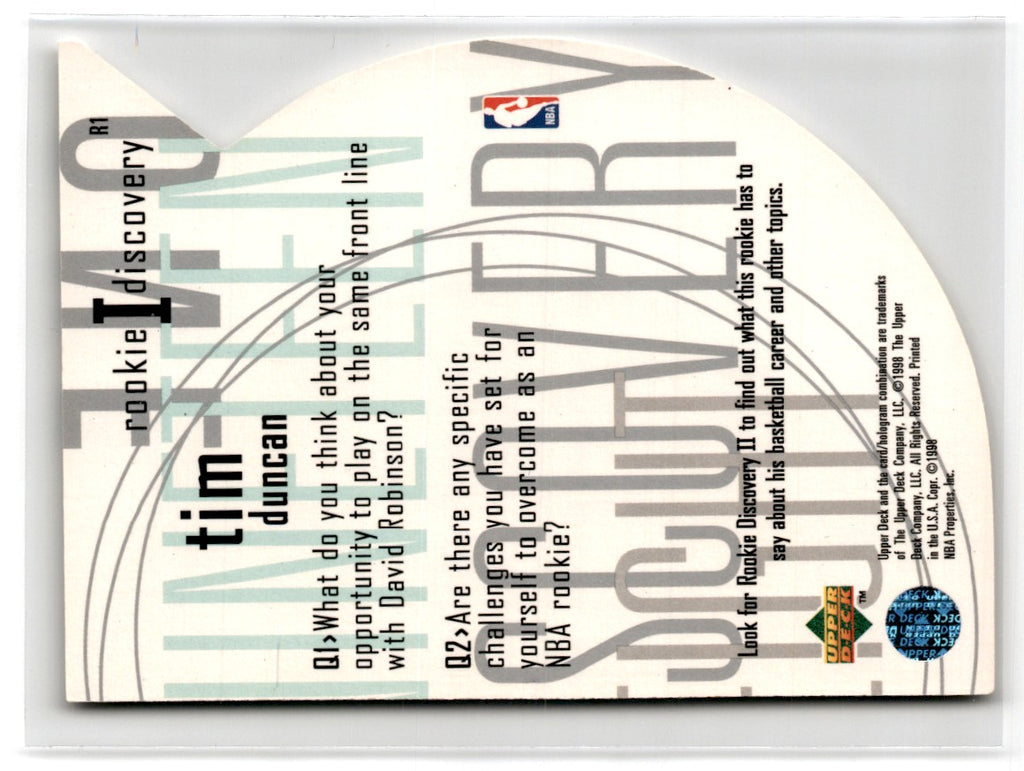 rookie I discovery R1
tim
duncan
Q1>What do you think about your
opportunity to play on the same front line
with David Robinson?
Q2>Are there any specific
challenges you have set for
yourself to overcome as an
NBA rookie?
Look for Rookie Discovery II to find out what this rookie has to
say about his basketball career and other topics.
Upper Deck and the card/hologram combination are trademarks
of The Upper Deck Company, LLC. ©1998 The Upper
Deck Company, LLC. All Rights Reserved. Printed
in the U.S.A. Copr. ©1998
NBA Properties, Inc.
NBA
UPPER
DECK™
UPPER DECK